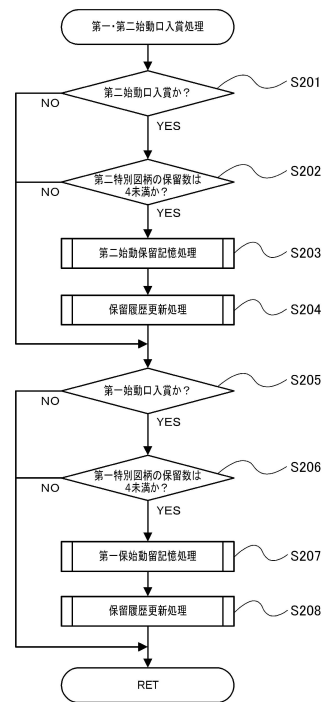 第一・第二始動口入賞処理
第二始動口入賞か？
S201
NO
YES
第二特別図柄の保留数は
4未満か？
S202
NO
YES
第二始動保留記憶処理
S203
保留履歴更新処理
S204
第一始動口入賞か？
S205
NO
YES
第一特別図柄の保留数は
4未満か？
S206
NO
YES
第一保始動留記憶処理
S207
保留履歴更新処理
S208
RET